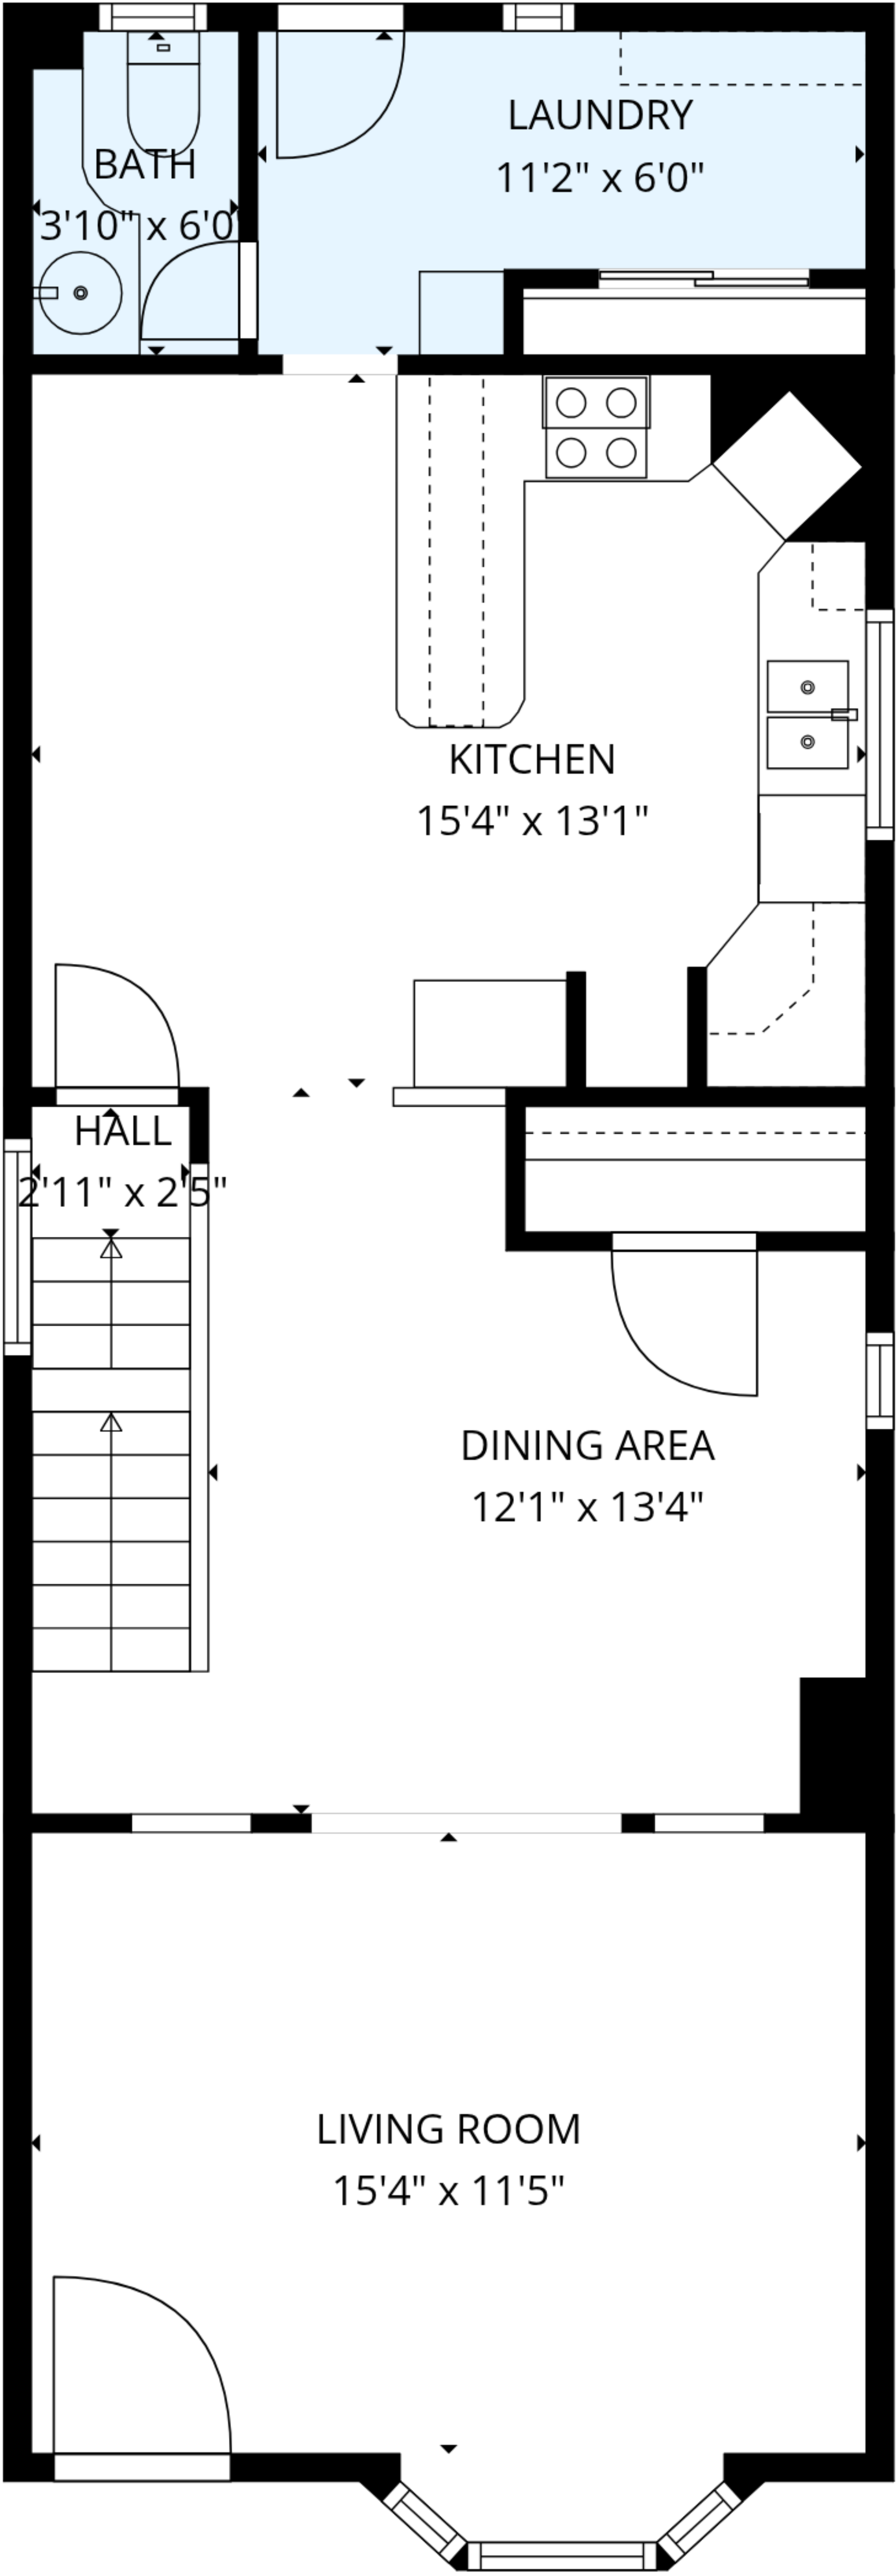 BATH
3'10" x 6'0
LAUNDRY
11'2" x 6'0"
KITCHEN
15'4" x 13'1"
HALL
2'11" x 2'5"
DINING AREA
12'1" x 13'4"
LIVING ROOM
15'4" x 11'5"